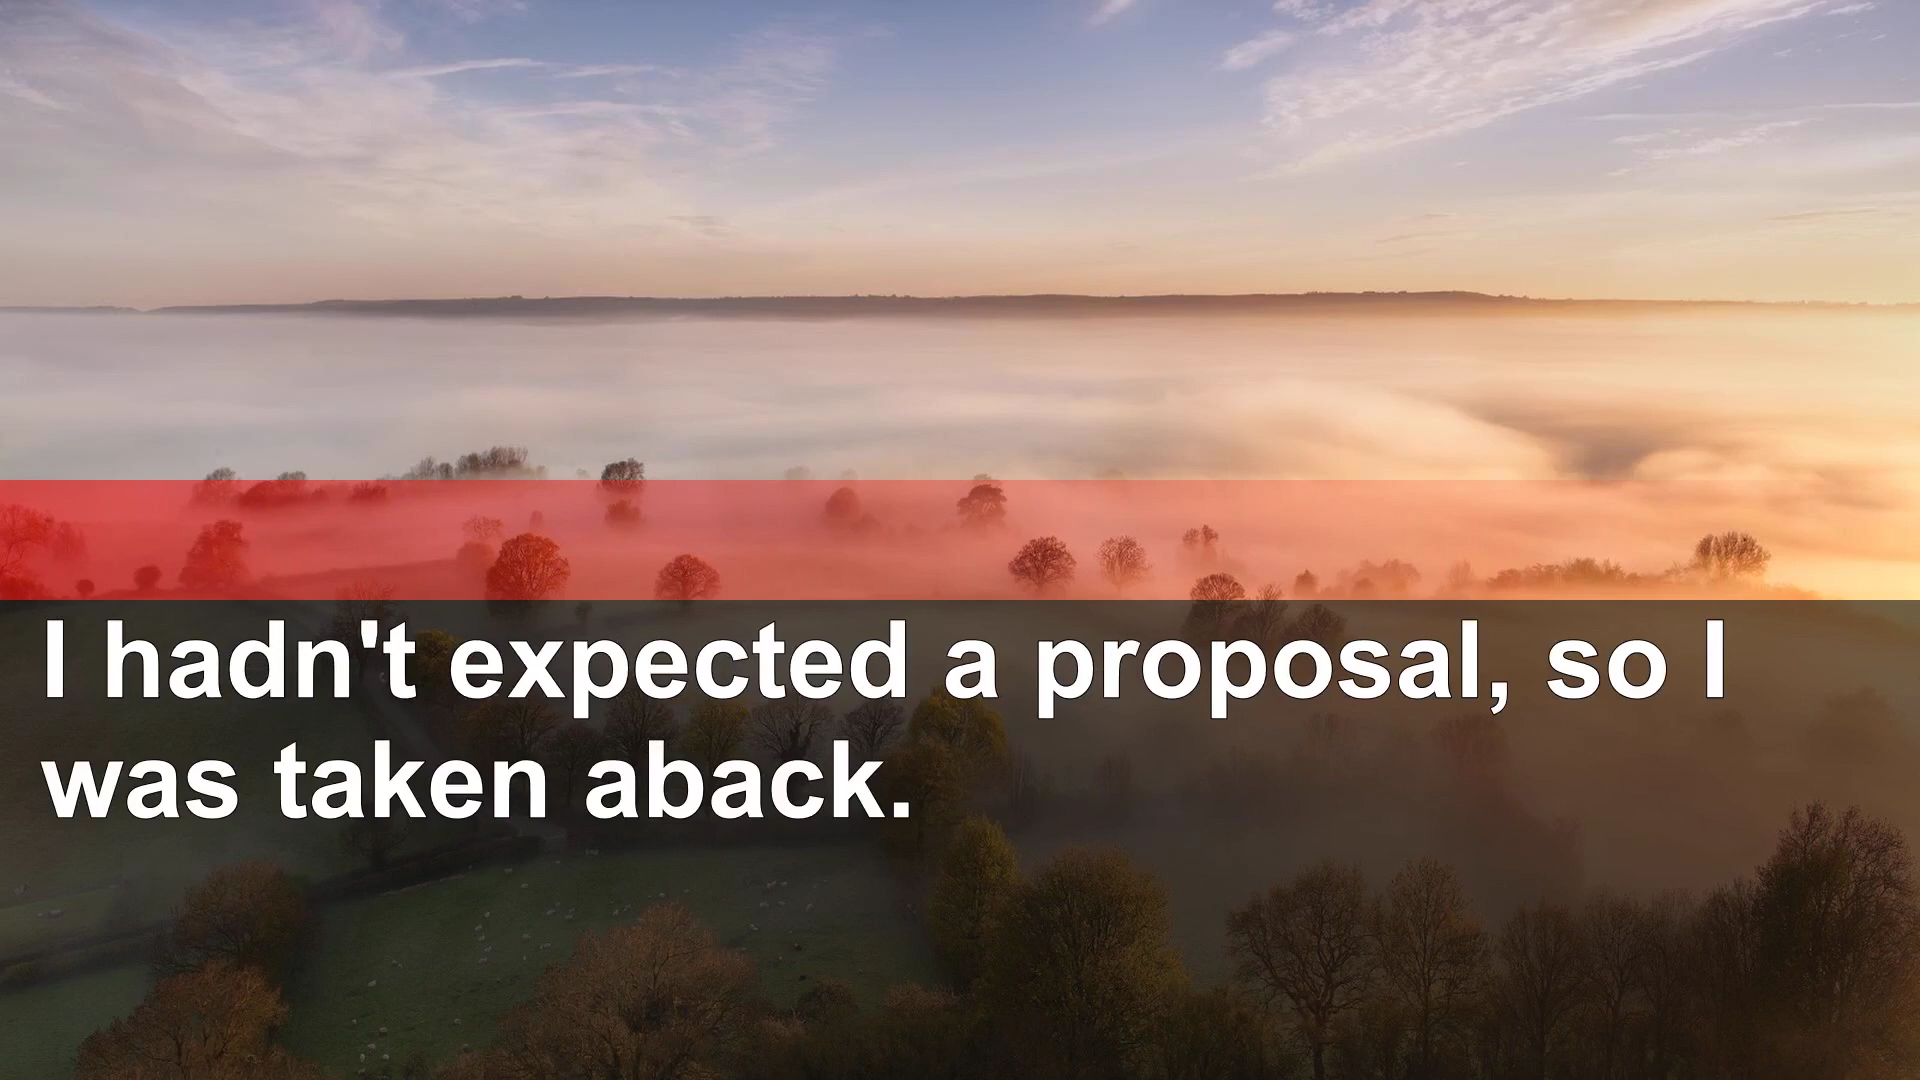 I hadn't expected a proposal, so I
was taken aback.